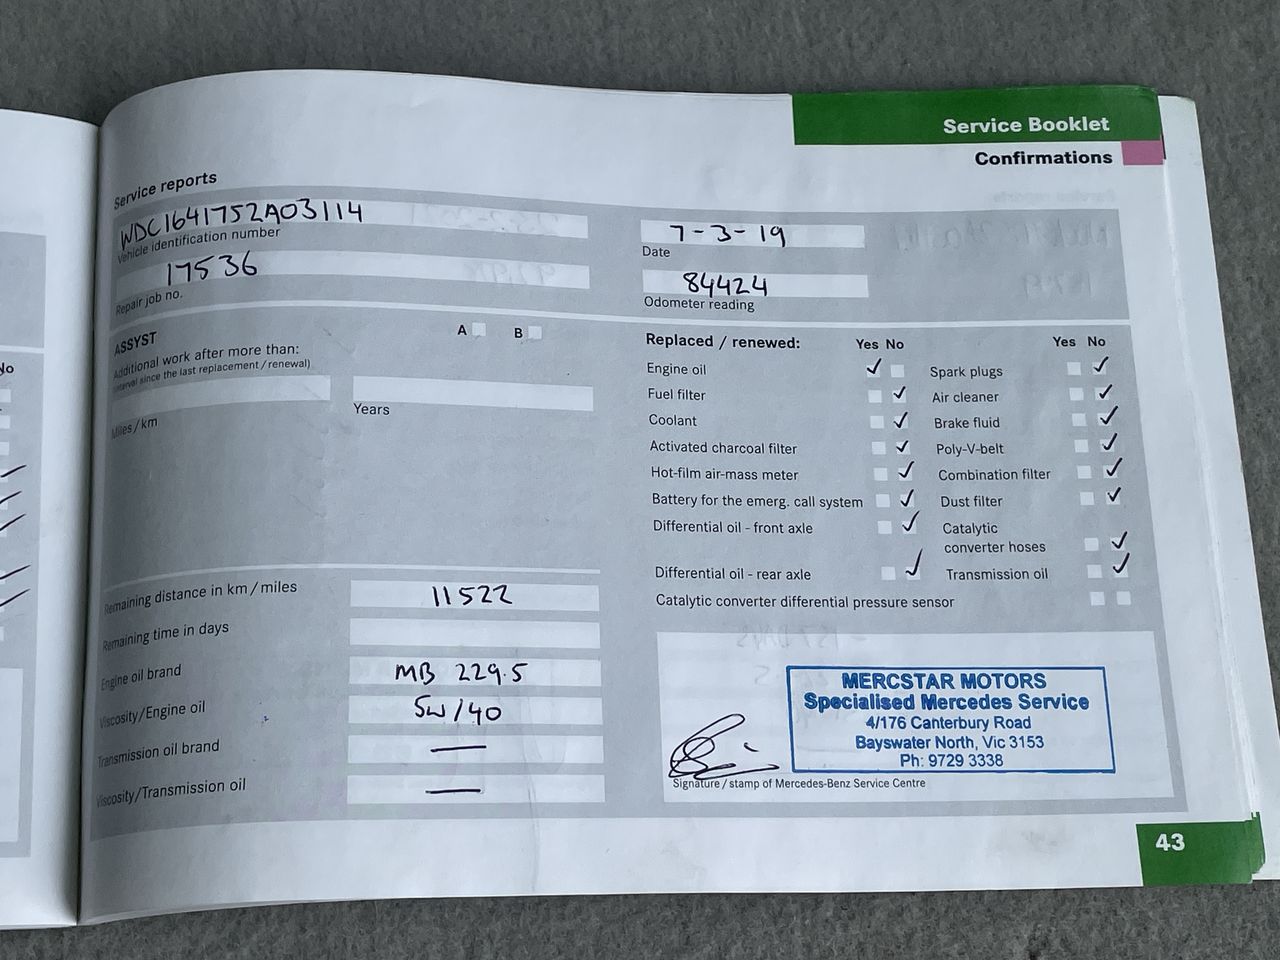 Service Booklet
Confirmations
Service reports
WDC1641752A03114
Vehicle identification number
17536
Repair job no.
7-3-19
Date
84424
Odometer reading
ASSYST
A B
Additional work after more than:
(interval since the last replacement/renewal)
Miles/km
Years
Replaced / renewed: Yes No Yes No
Engine oil ✓ Spark plugs ✓
Fuel filter ✓ Air cleaner ✓
Coolant ✓ Brake fluid ✓
Activated charcoal filter ✓ Poly-V-belt ✓
Hot-film air-mass meter ✓ Combination filter ✓
Battery for the emerg. call system ✓ Dust filter ✓
Differential oil - front axle ✓ Catalytic
converter hoses ✓
Differential oil - rear axle ✓ Transmission oil ✓
Catalytic converter differential pressure sensor
Remaining distance in km/miles 11522
Remaining time in days
Engine oil brand MB 229.5
Viscosity/Engine oil 5W/40
Transmission oil brand —
Viscosity/Transmission oil —
MERCSTAR MOTORS
Specialised Mercedes Service
4/176 Canterbury Road
Bayswater North, Vic 3153
Ph: 9729 3338
Signature / stamp of Mercedes-Benz Service Centre
43
No